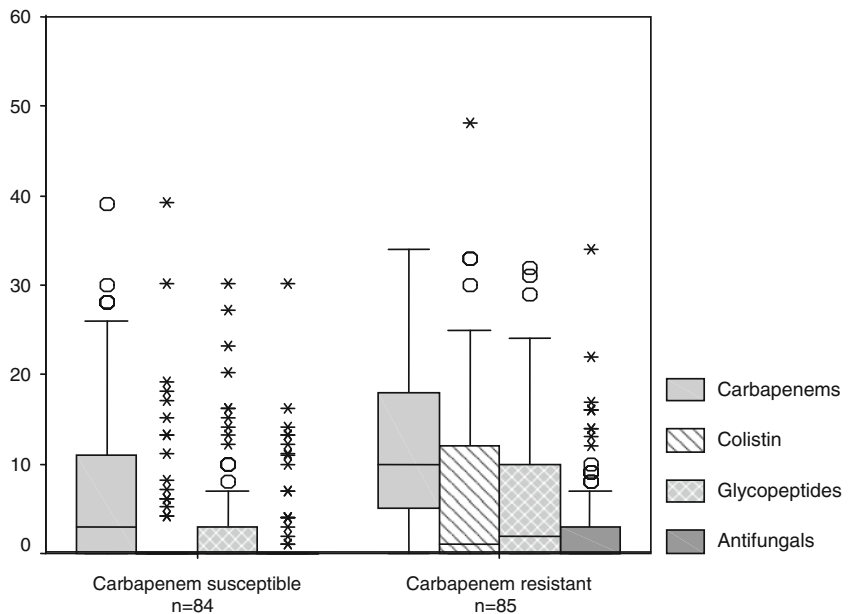 60
50
40
30
20
10
0
Carbapenem susceptible
n=84
Carbapenem resistant
n=85
Carbapenems
Colistin
Glycopeptides
Antifungals